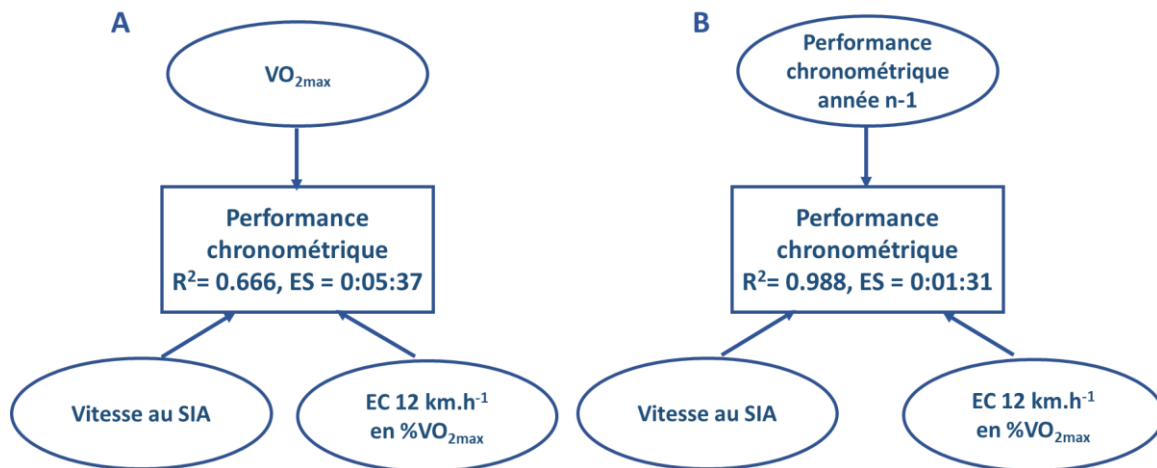 A
VO2max
Performance
chronométrique
R²= 0.666, ES = 0:05:37
Vitesse au SIA
EC 12 km.h-1
en %VO2max
B
Performance
chronométrique
année n-1
Performance
chronométrique
R²= 0.988, ES = 0:01:31
Vitesse au SIA
EC 12 km.h-1
en %VO2max